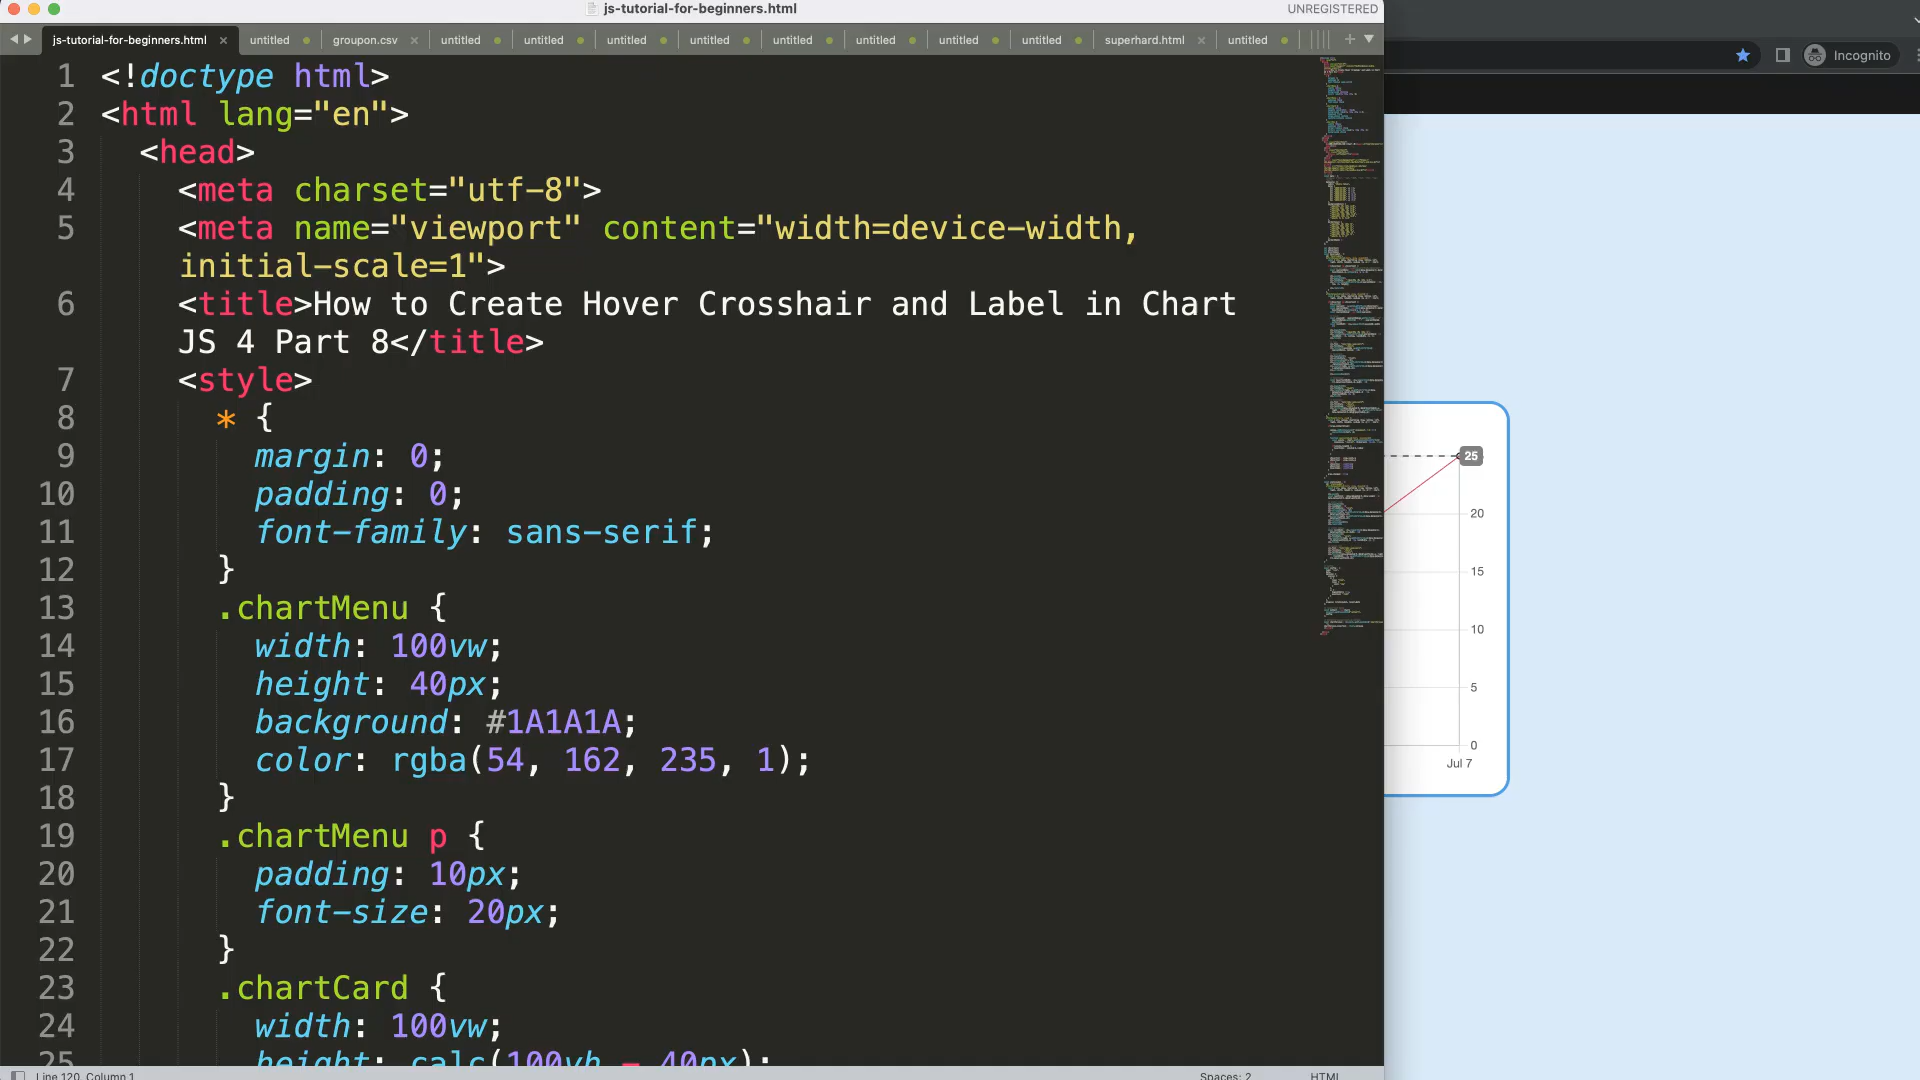 js-tutorial-for-beginners.html
UNREGISTERED
js-tutorial-for-beginners.html × untitled groupon.csv × untitled untitled untitled untitled untitled untitled untitled untitled superhard.html × untitled
Incognito
1 <!doctype html>
2 <html lang="en">
3 <head>
4 <meta charset="utf-8">
5 <meta name="viewport" content="width=device-width,
initial-scale=1">
6 <title>How to Create Hover Crosshair and Label in Chart
JS 4 Part 8</title>
7 <style>
8 * {
9 margin: 0;
10 padding: 0;
11 font-family: sans-serif;
12 }
13 .chartMenu {
14 width: 100vw;
15 height: 40px;
16 background: #1A1A1A;
17 color: rgba(54, 162, 235, 1);
18 }
19 .chartMenu p {
20 padding: 10px;
21 font-size: 20px;
22 }
23 .chartCard {
24 width: 100vw;
25 height: calc(100vh - 40px);
25
20
15
10
5
0
Jul 7
Line 120, Column 1
Spaces: 2
HTML